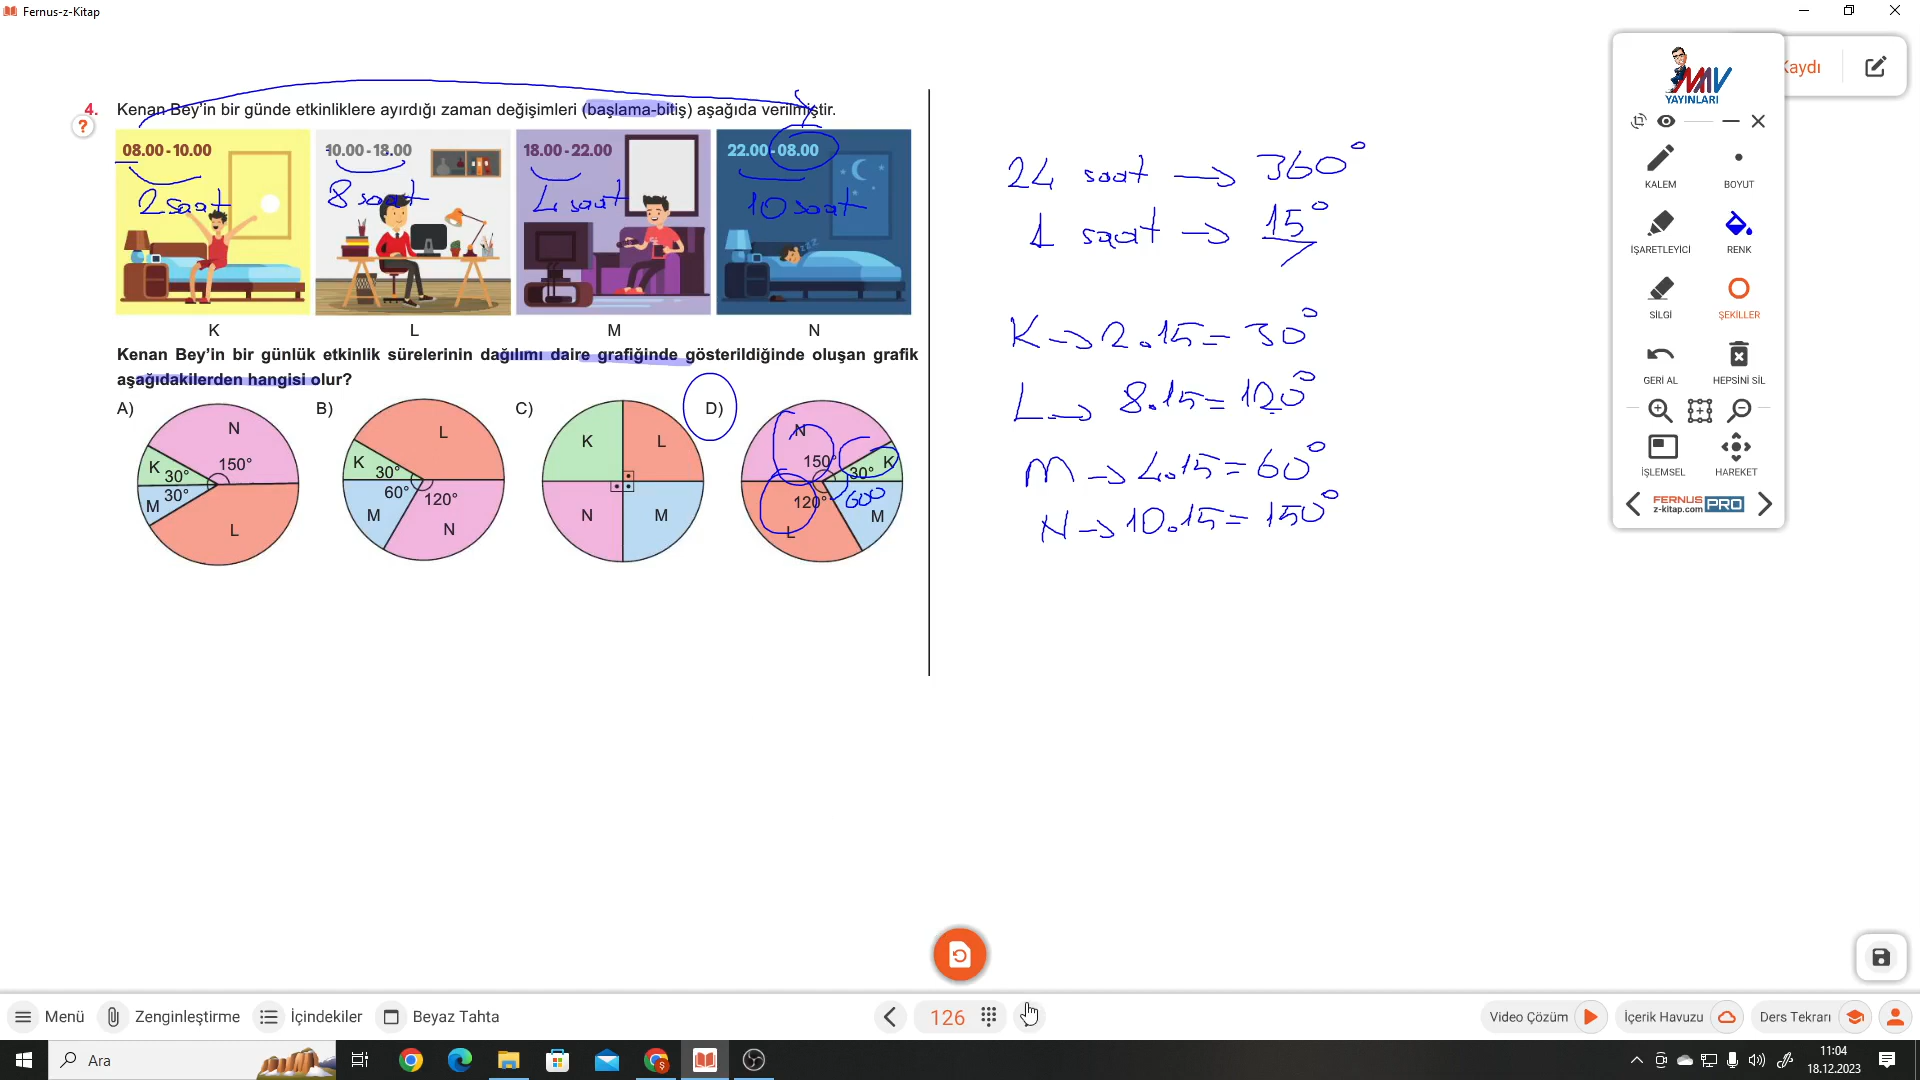 Fernus-z-Kitap
4. Kenan Bey'in bir günde etkinliklere ayırdığı zaman değişimleri (başlama-bitiş) aşağıda verilmiştir.
?
08.00 - 10.00
2 saat
K
10.00 - 18.00
8 saat
L
18.00 - 22.00
4 saat
M
22.00 - 08.00
10 saat
zzz
N
Kenan Bey'in bir günlük etkinlik sürelerinin dağılımı daire grafiğinde gösterildiğinde oluşan grafik
aşağıdakilerden hangisi olur?
A)
N
K 30° 150°
M 30°
L
B)
L
K 30°
60° 120°
M N
C)
K L
N M
D)
N
150° 30° K
120° 60°
L M
24 saat → 360°
1 saat → 15°
K → 2.15 = 30°
L → 8.15 = 120°
M → 4.15 = 60°
N → 10.15 = 150°
MAV
YAYINLARI
Kaydı
KALEM BOYUT
İŞARETLEYİCİ RENK
SİLGİ ŞEKİLLER
GERİ AL HEPSİNİ SİL
İŞLEMSEL HAREKET
FERNUS
z-kitap.com PRO
Menü Zenginleştirme İçindekiler Beyaz Tahta 126 Video Çözüm İçerik Havuzu Ders Tekrarı
Ara
11:04
18.12.2023